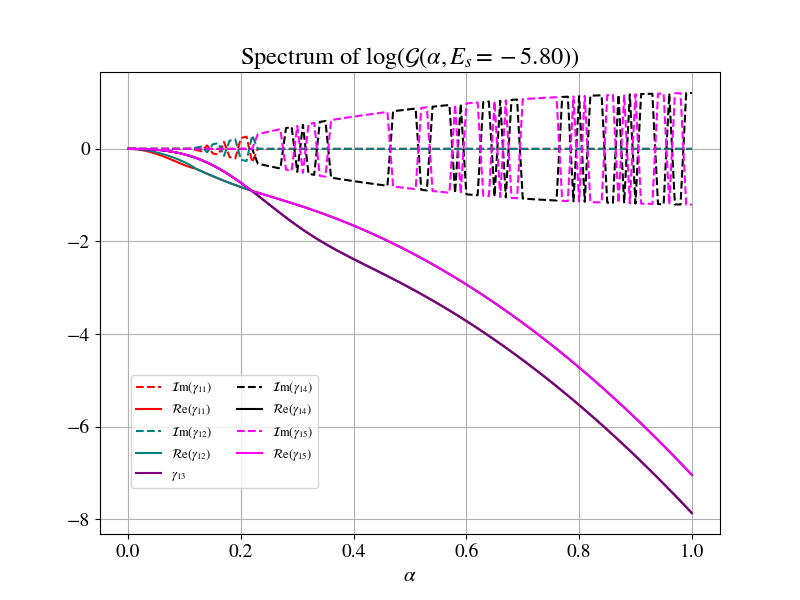 Spectrum of log(𝒢(α, E_s = −5.80))
0
−2
−4
−6
−8
ℐm(γ₁₁)
ℛe(γ₁₁)
ℐm(γ₁₂)
ℛe(γ₁₂)
γ₁₃
ℐm(γ₁₄)
ℛe(γ₁₄)
ℐm(γ₁₅)
ℛe(γ₁₅)
0.0 0.2 0.4 0.6 0.8 1.0
α